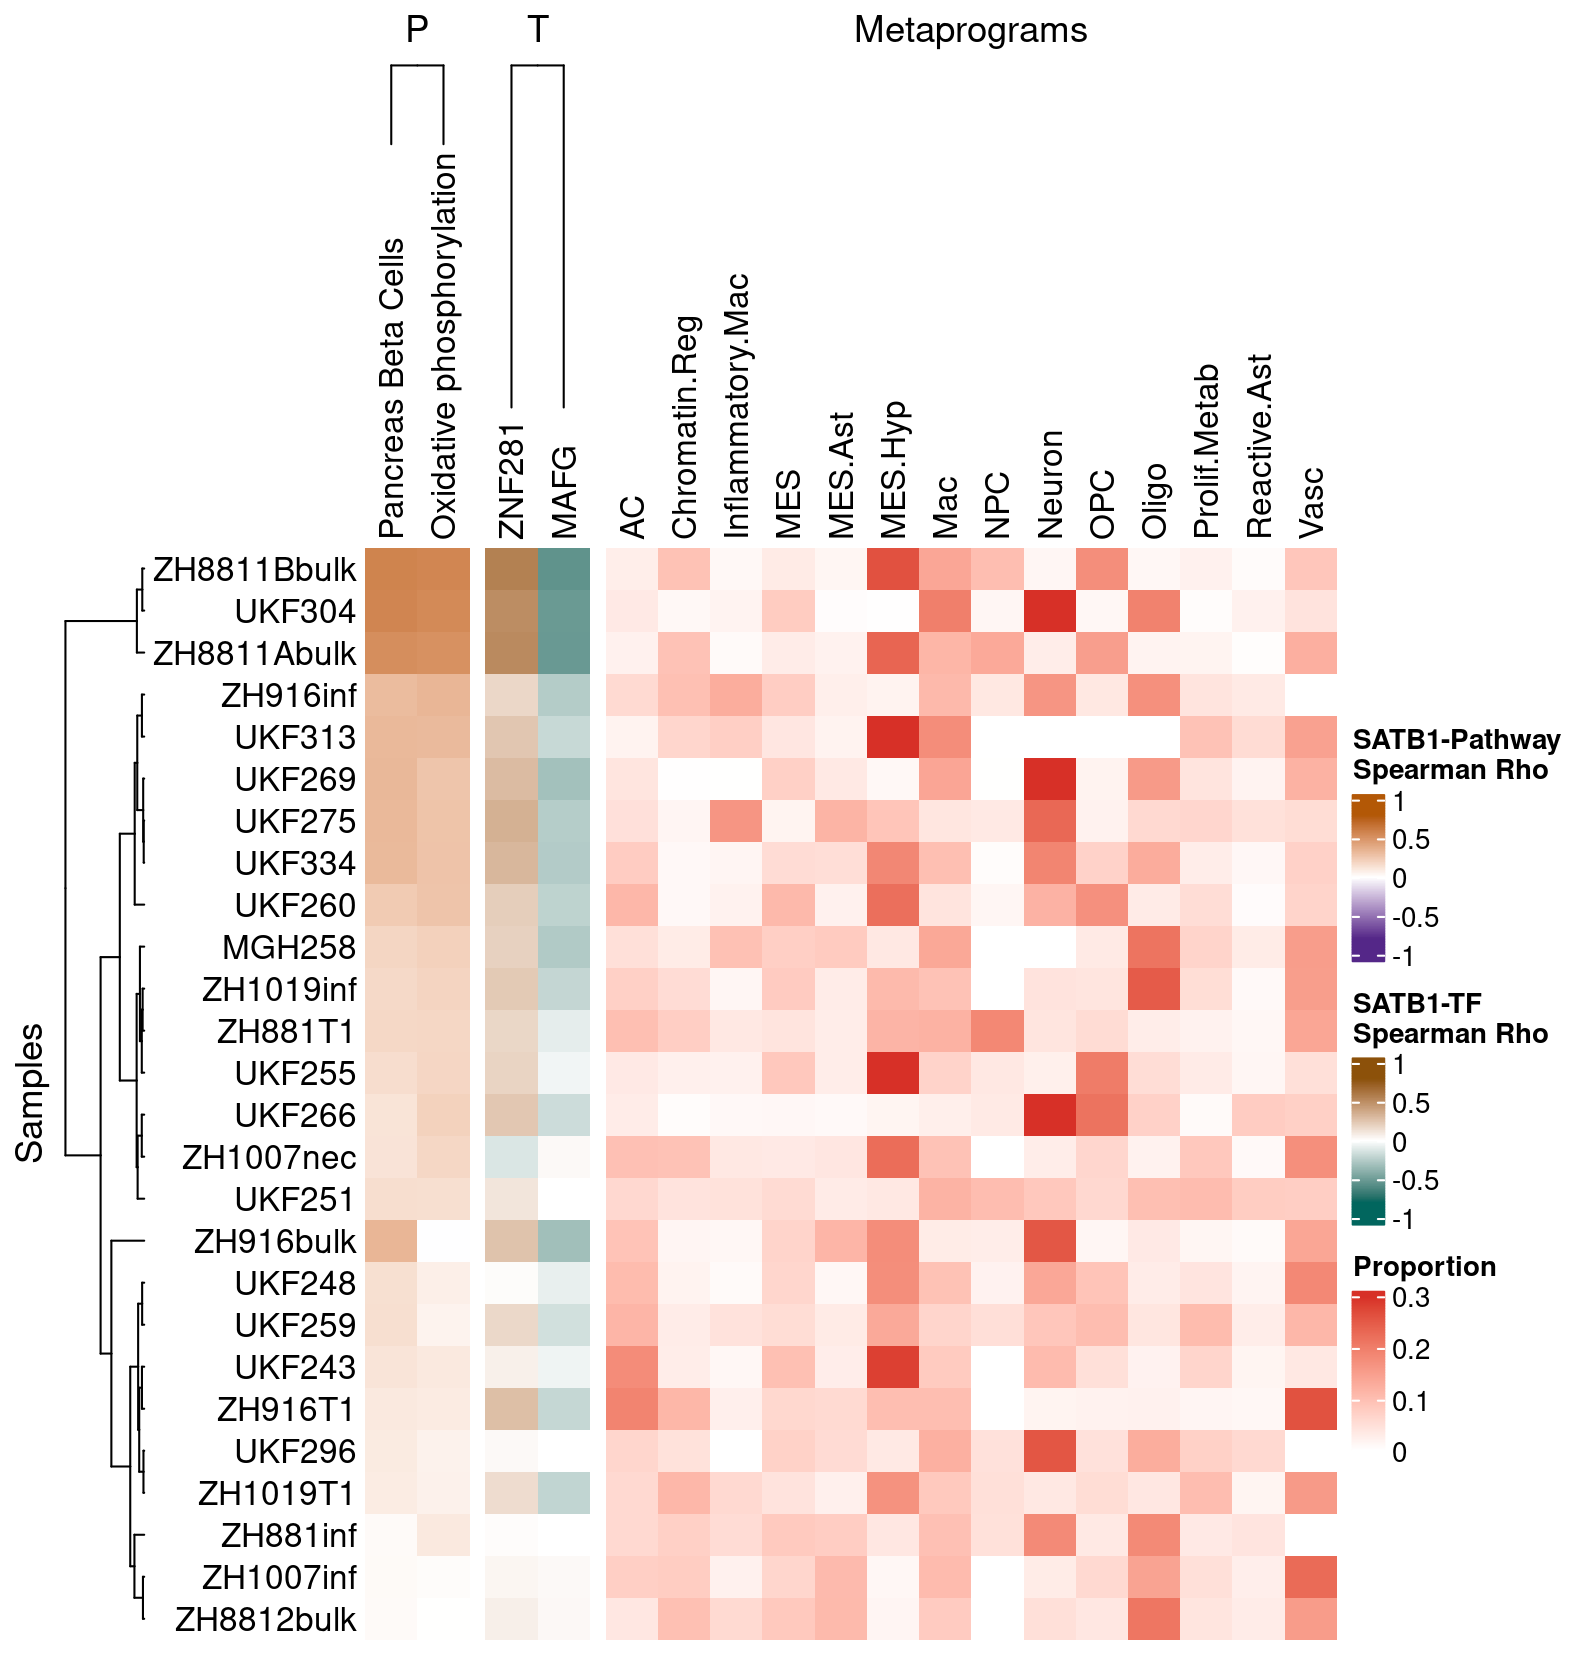 P
T
Metaprograms
Pancreas Beta Cells
Oxidative phosphorylation
ZNF281
MAFG
AC
Chromatin.Reg
Inflammatory.Mac
MES
MES.Ast
MES.Hyp
Mac
NPC
Neuron
OPC
Oligo
Prolif.Metab
Reactive.Ast
Vasc
Samples
ZH8811Bbulk
UKF304
ZH8811Abulk
ZH916inf
UKF313
UKF269
UKF275
UKF334
UKF260
MGH258
ZH1019inf
ZH881T1
UKF255
UKF266
ZH1007nec
UKF251
ZH916bulk
UKF248
UKF259
UKF243
ZH916T1
UKF296
ZH1019T1
ZH881inf
ZH1007inf
ZH8812bulk
SATB1-Pathway
Spearman Rho
1
0.5
0
-0.5
-1
SATB1-TF
Spearman Rho
1
0.5
0
-0.5
-1
Proportion
0.3
0.2
0.1
0